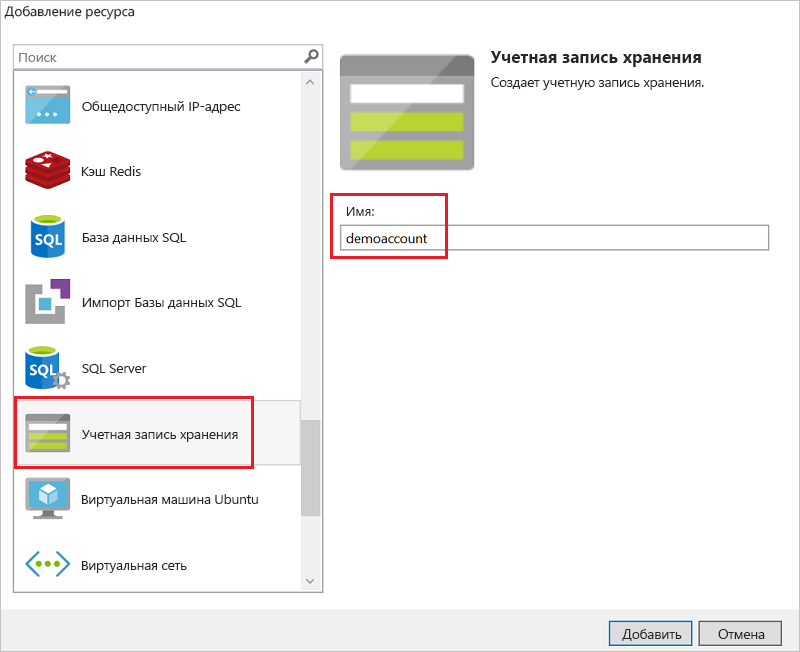 Добавление ресурса
Поиск
Общедоступный IP-адрес
Кэш Redis
SQL
База данных SQL
Импорт Базы данных SQL
SQL
SQL Server
Учетная запись хранения
Виртуальная машина Ubuntu
Виртуальная сеть
Учетная запись хранения
Создает учетную запись хранения.
Имя:
demoaccount
Добавить
Отмена